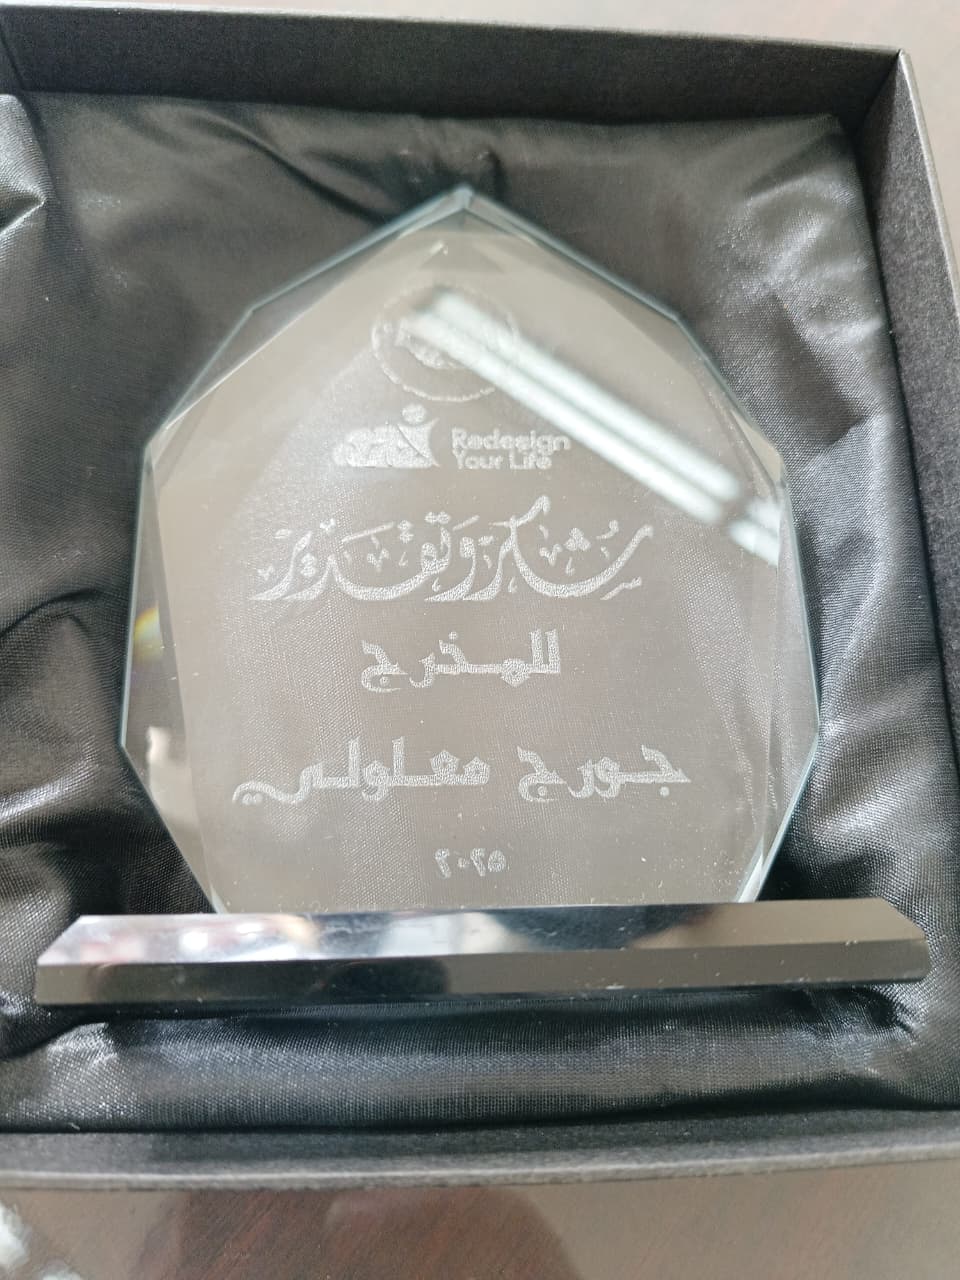 Redesign
Your Life
شكر وتقدير
للمخرج
جورج معلولي
٢٠٢٥